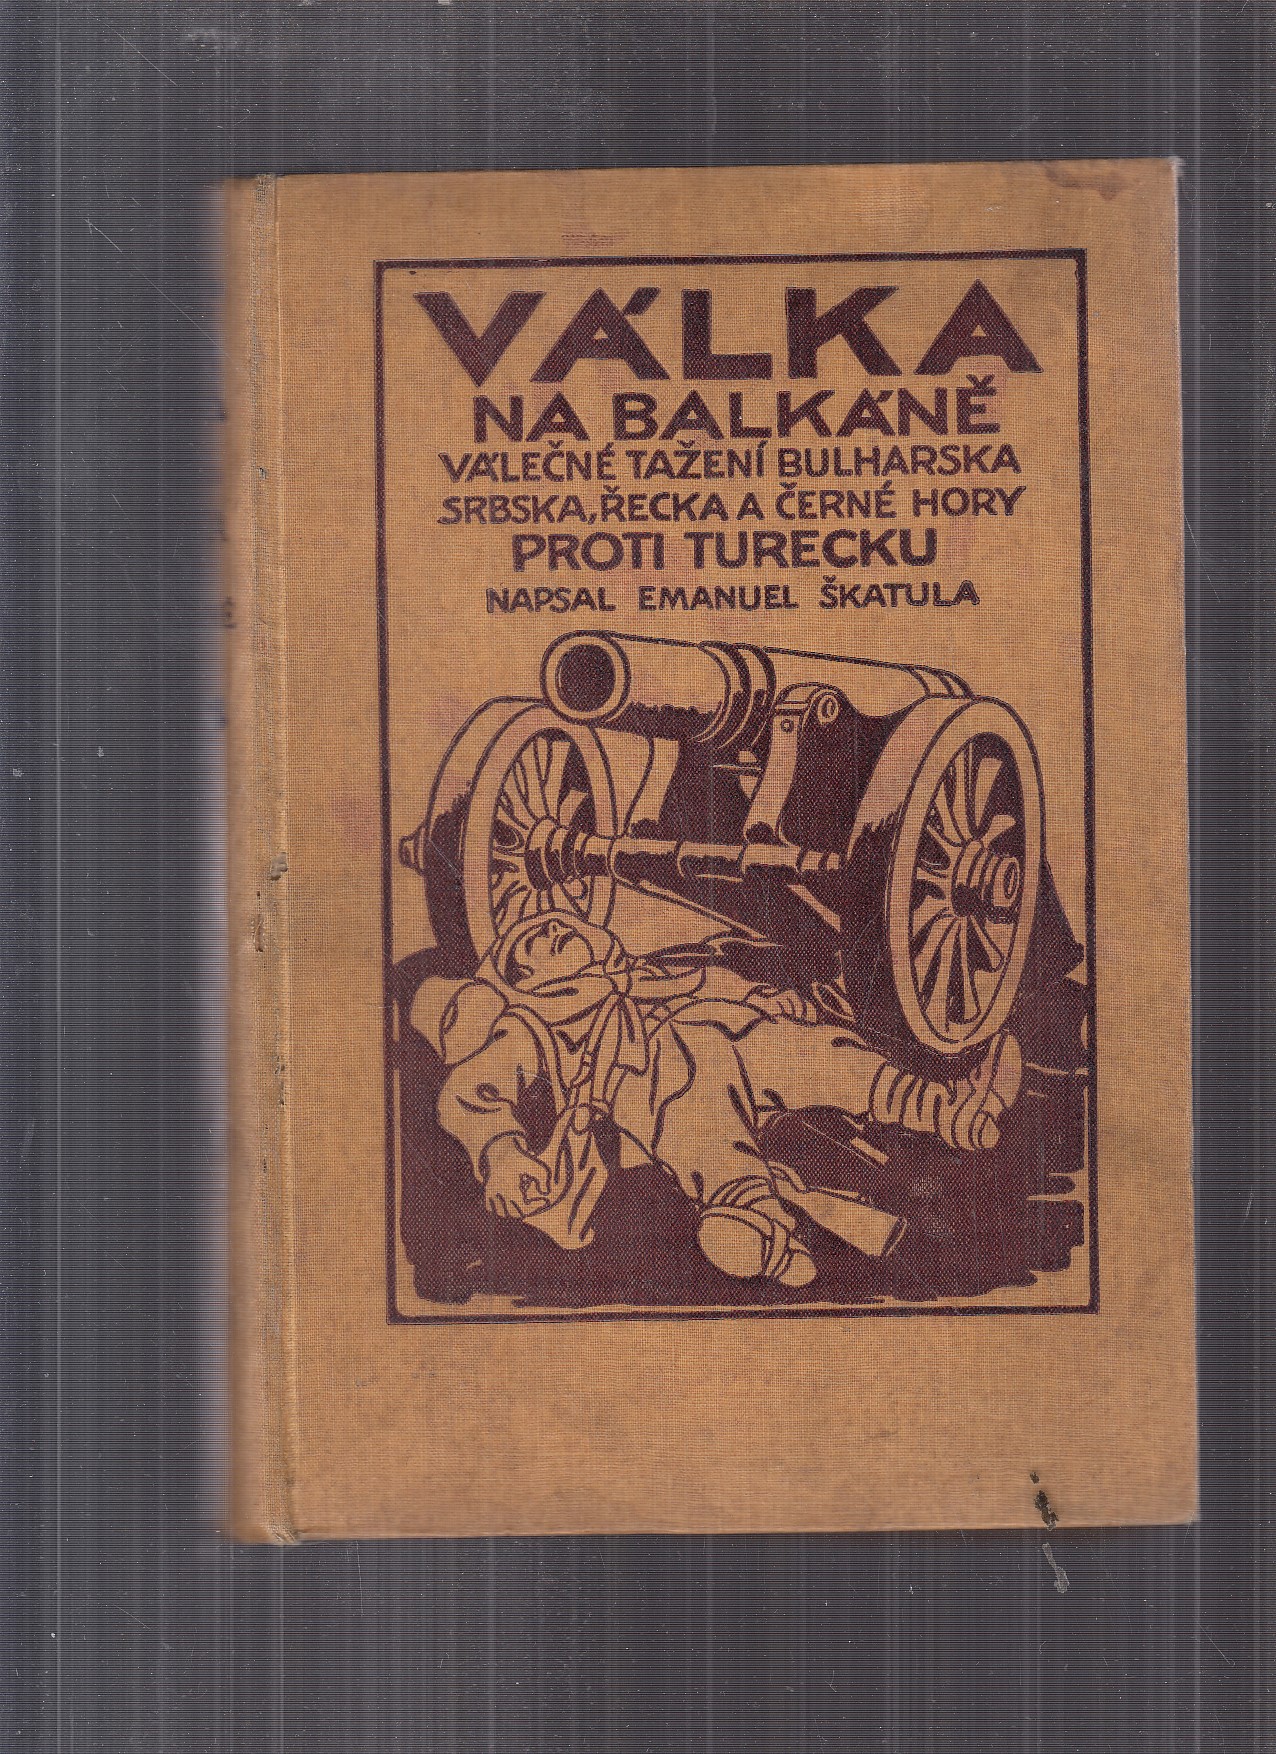 VÁLKA
NA BALKÁNĚ
VÁLEČNÉ TAŽENÍ BULHARSKA
SRBSKA, ŘECKA A ČERNÉ HORY
PROTI TURECKU
NAPSAL EMANUEL ŠKATULA